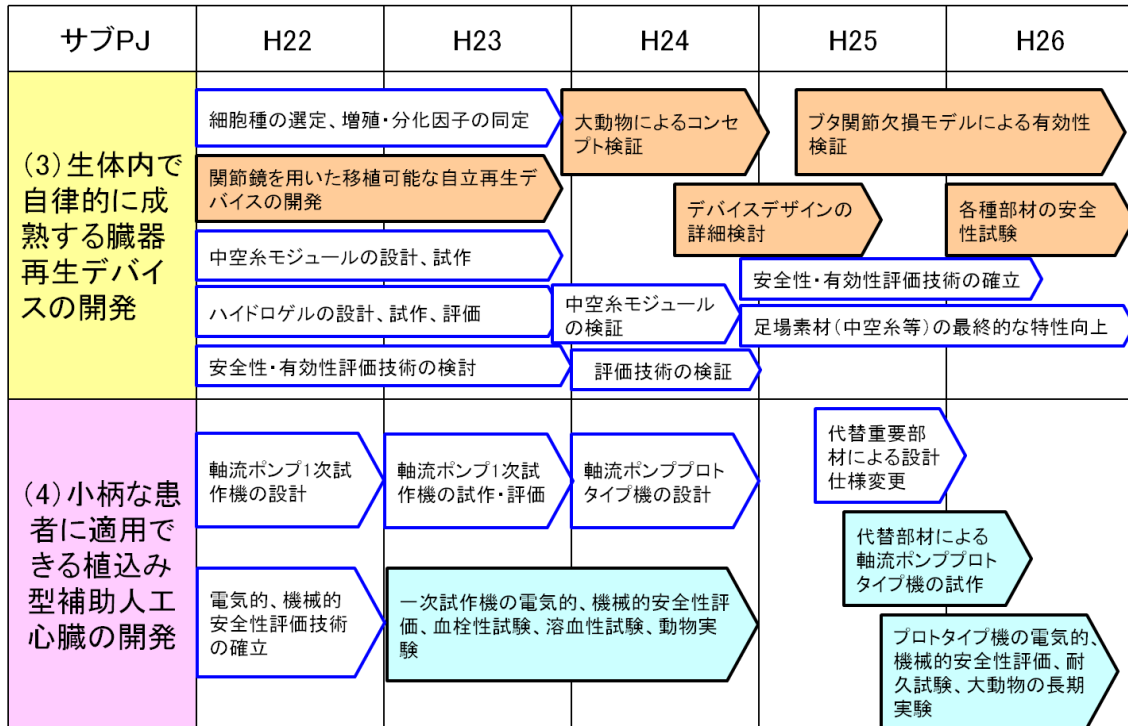 サブPJ
H22
H23
H24
H25
H26
(3)生体内で
自律的に成
熟する臓器
再生デバイ
スの開発
細胞種の選定、増殖・分化因子の同定
大動物によるコンセ
プト検証
ブタ関節欠損モデルによる有効性
検証
関節鏡を用いた移植可能な自立再生デ
バイスの開発
デバイスデザインの
詳細検討
各種部材の安全
性試験
中空糸モジュールの設計、試作
安全性・有効性評価技術の確立
ハイドロゲルの設計、試作、評価
中空糸モジュール
の検証
足場素材(中空糸等)の最終的な特性向上
安全性・有効性評価技術の検討
評価技術の検証
(4)小柄な患
者に適用で
きる植込み
型補助人工
心臓の開発
軸流ポンプ1次試
作機の設計
軸流ポンプ1次試
作機の試作・評価
軸流ポンププロト
タイプ機の設計
代替重要部
材による設計
仕様変更
代替部材による
軸流ポンププロト
タイプ機の試作
電気的、機械的
安全性評価技術
の確立
一次試作機の電気的、機械的安全性評
価、血栓性試験、溶血性試験、動物実
験
プロトタイプ機の電気的、
機械的安全性評価、耐
久試験、大動物の長期
実験